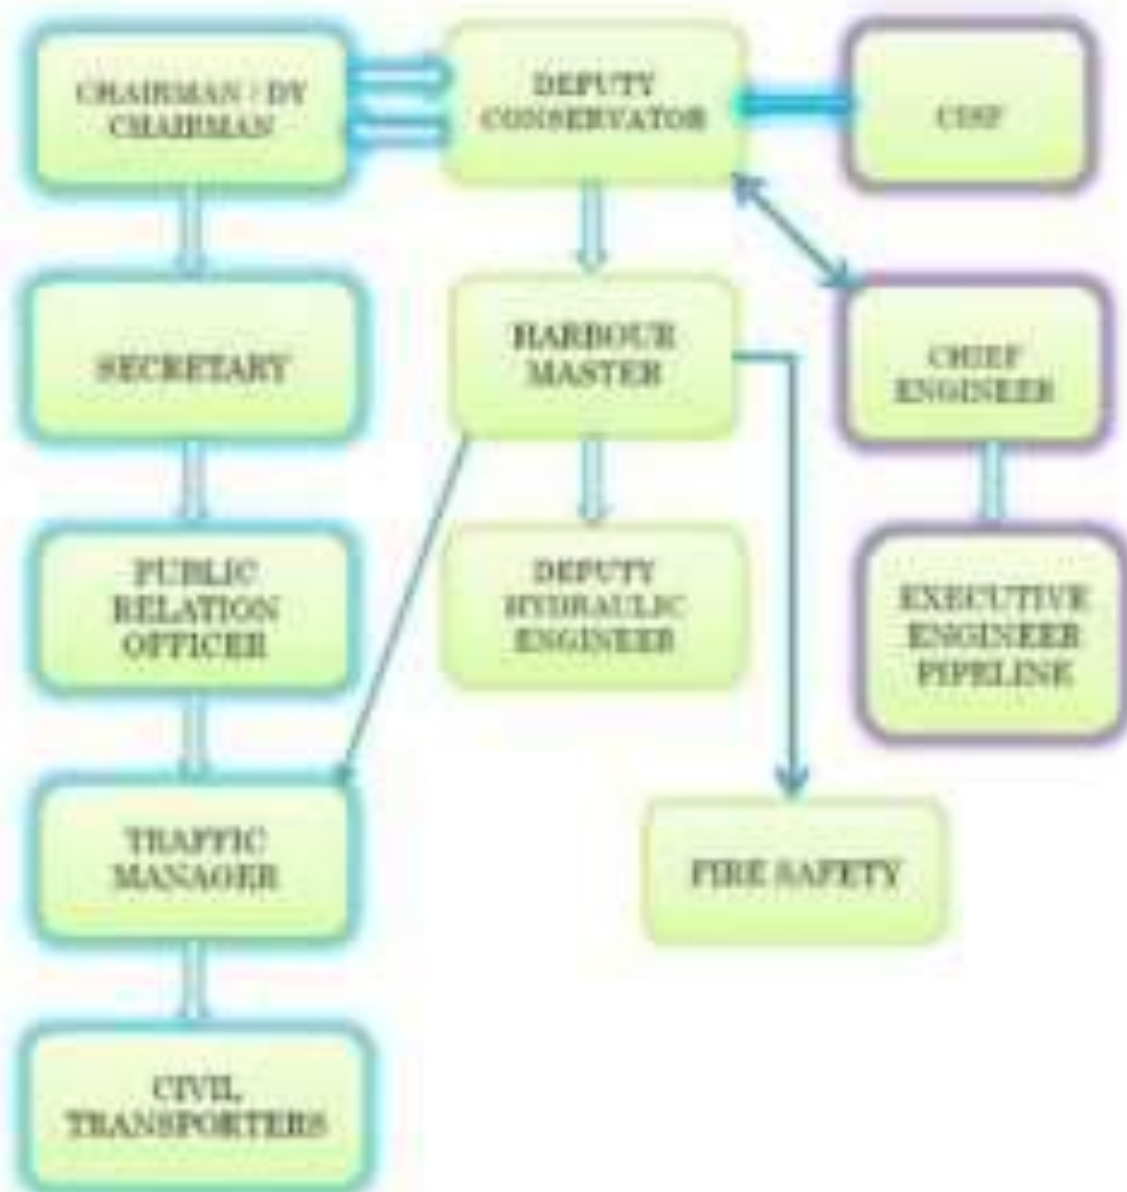 CHAIRMAN / DY
CHAIRMAN
DEPUTY
CONSERVATOR
CISF
SECRETARY
HARBOUR
MASTER
CHIEF
ENGINEER
PUBLIC
RELATION
OFFICER
DEPUTY
HYDRAULIC
ENGINEER
EXECUTIVE
ENGINEER
PIPELINE
TRAFFIC
MANAGER
FIRE SAFETY
CIVIL
TRANSPORTERS